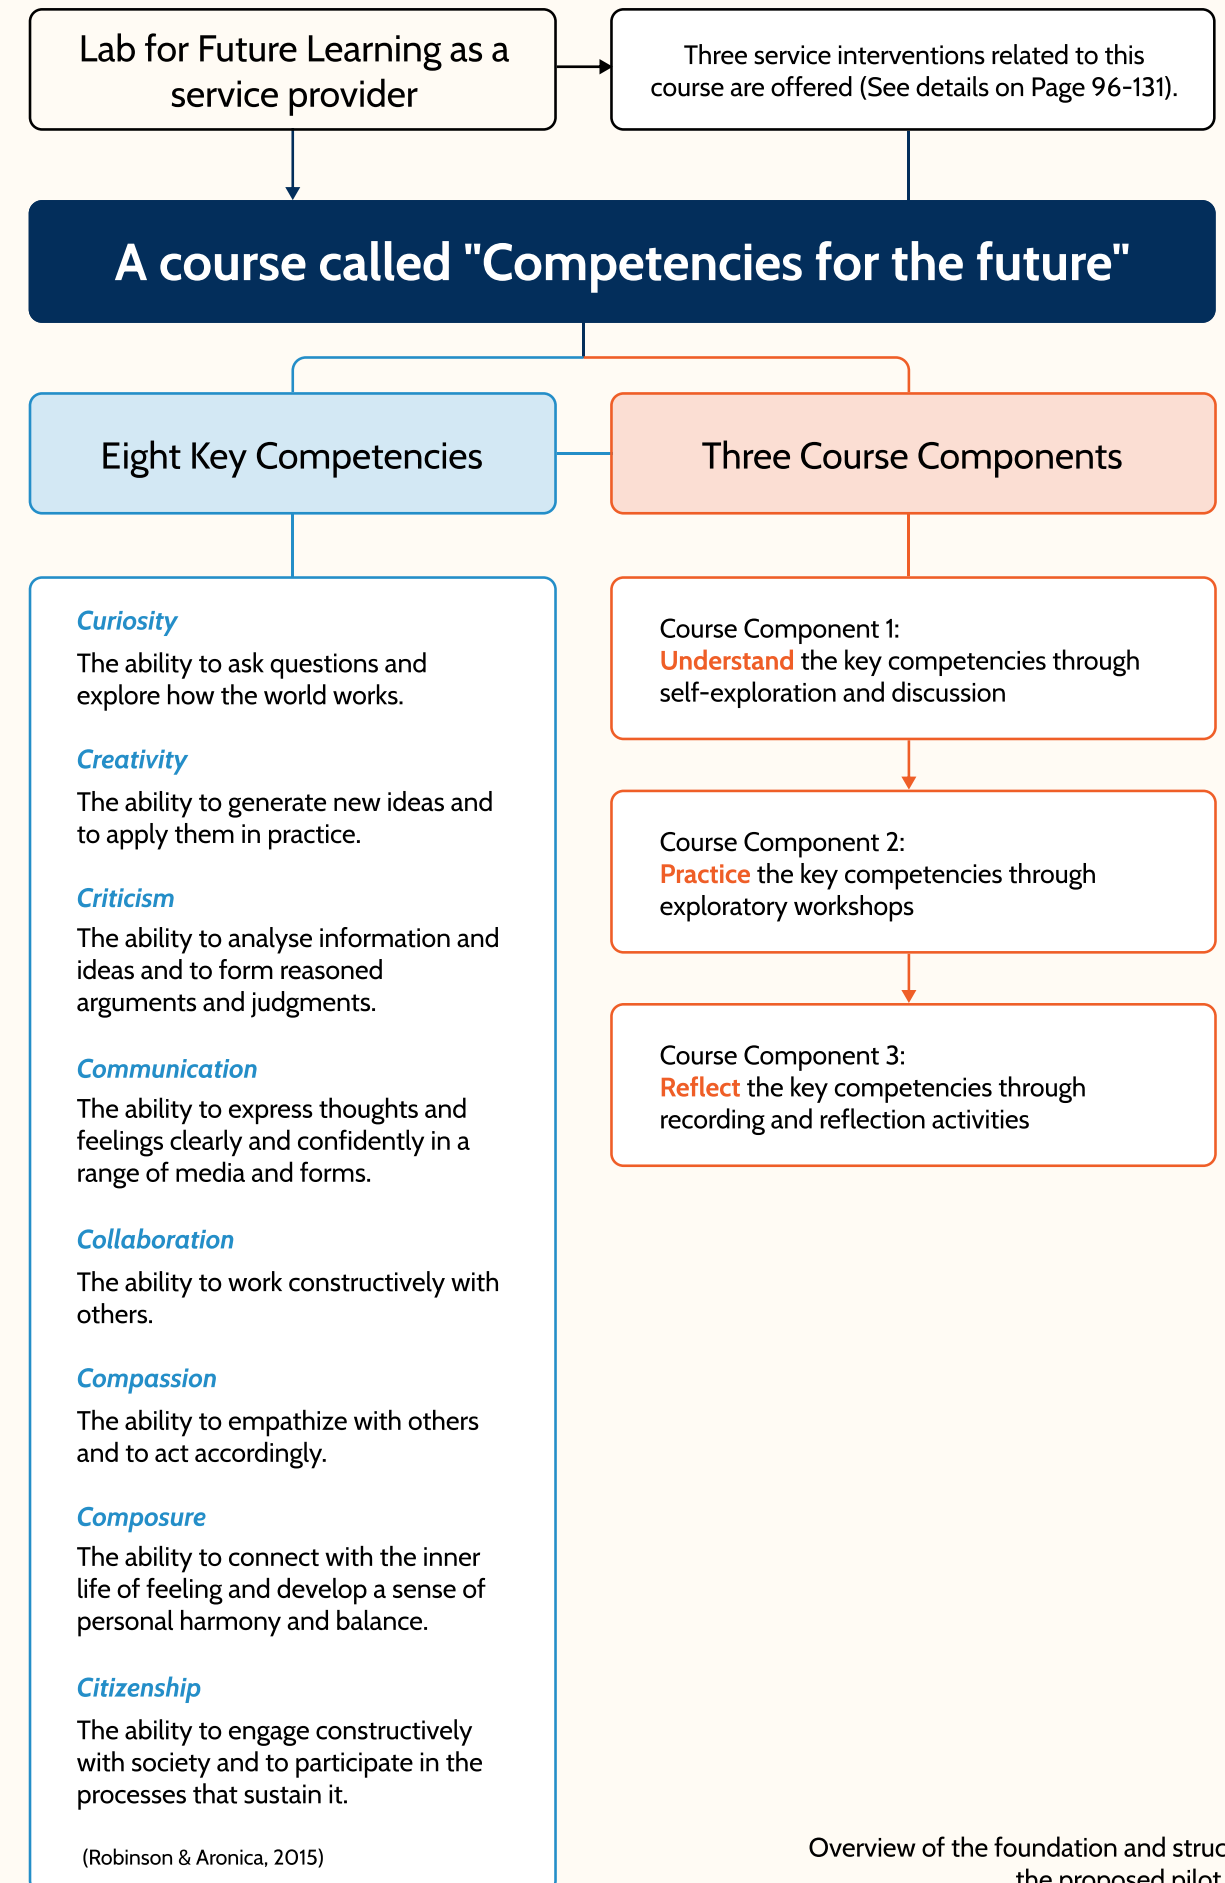 Lab for Future Learning as a
service provider
Three service interventions related to this
course are offered (See details on Page 96-131).
A course called "Competencies for the future"
Eight Key Competencies
Three Course Components
Curiosity
The ability to ask questions and
explore how the world works.
Creativity
The ability to generate new ideas and
to apply them in practice.
Criticism
The ability to analyse information and
ideas and to form reasoned
arguments and judgments.
Communication
The ability to express thoughts and
feelings clearly and confidently in a
range of media and forms.
Collaboration
The ability to work constructively with
others.
Compassion
The ability to empathize with others
and to act accordingly.
Composure
The ability to connect with the inner
life of feeling and develop a sense of
personal harmony and balance.
Citizenship
The ability to engage constructively
with society and to participate in the
processes that sustain it.
(Robinson & Aronica, 2015)
Course Component 1:
Understand the key competencies through
self-exploration and discussion
Course Component 2:
Practice the key competencies through
exploratory workshops
Course Component 3:
Reflect the key competencies through
recording and reflection activities
Overview of the foundation and struc
the proposed pilot